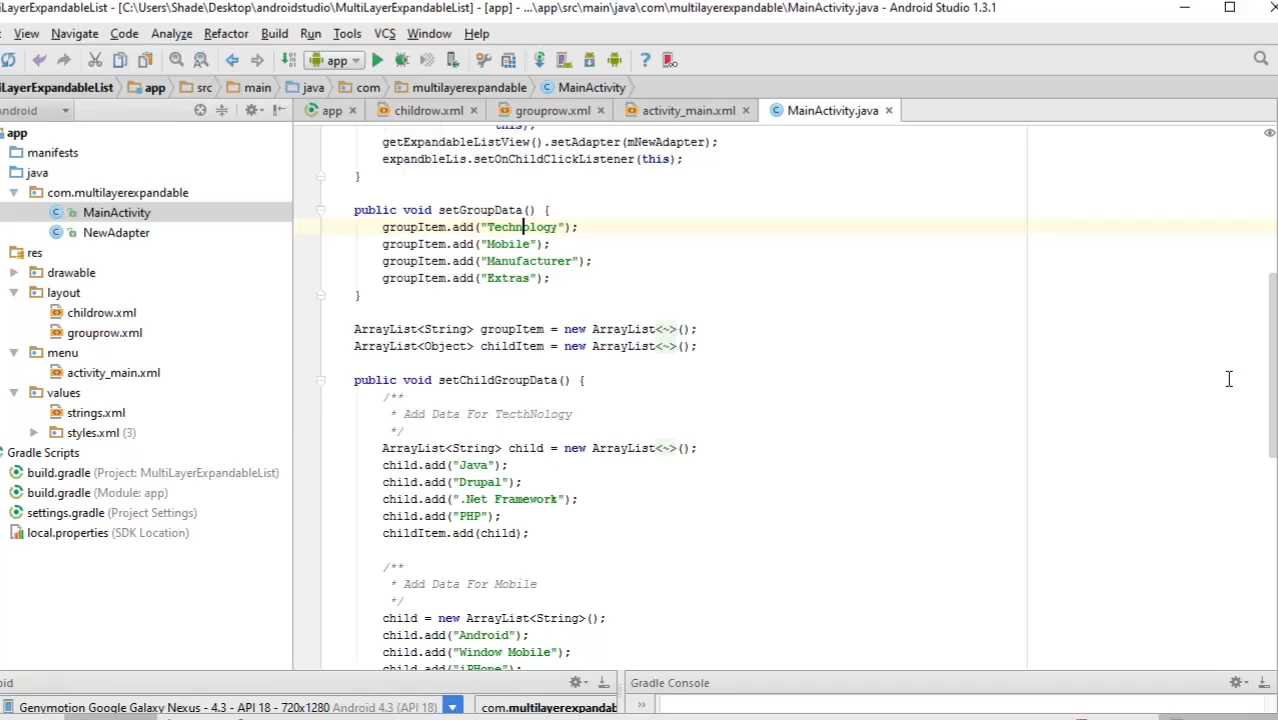 iLayerExpandableList] - [C:\Users\Shade\Desktop\androidstudio\MultiLayerExpandableList] - [app] - ...\app\src\main\java\com\multilayerexpandable\MainActivity.java - Android Studio 1.3.1
View Navigate Code Analyze Refactor Build Run Tools VCS Window Help
app
iLayerExpandableList app src main java com multilayerexpandable MainActivity
Android app childrow.xml grouprow.xml activity_main.xml MainActivity.java
app
manifests
java
com.multilayerexpandable
MainActivity
NewAdapter
res
drawable
layout
childrow.xml
grouprow.xml
menu
activity_main.xml
values
strings.xml
styles.xml (3)
Gradle Scripts
build.gradle (Project: MultiLayerExpandableList)
build.gradle (Module: app)
settings.gradle (Project Settings)
local.properties (SDK Location)
this);
getExpandableListView().setAdapter(mNewAdapter);
expandbleLis.setOnChildClickListener(this);
}
public void setGroupData() {
groupItem.add("Technology");
groupItem.add("Mobile");
groupItem.add("Manufacturer");
groupItem.add("Extras");
}
ArrayList<String> groupItem = new ArrayList<~>();
ArrayList<Object> childItem = new ArrayList<~>();
public void setChildGroupData() {
/**
* Add Data For TecthNology
*/
ArrayList<String> child = new ArrayList<~>();
child.add("Java");
child.add("Drupal");
child.add(".Net Framework");
child.add("PHP");
childItem.add(child);
/**
* Add Data For Mobile
*/
child = new ArrayList<String>();
child.add("Android");
child.add("Window Mobile");
child.add("iPHone");
oid
Gradle Console
Genymotion Google Galaxy Nexus - 4.3 - API 18 - 720x1280 Android 4.3 (API 18)
com.multilayerexpandab